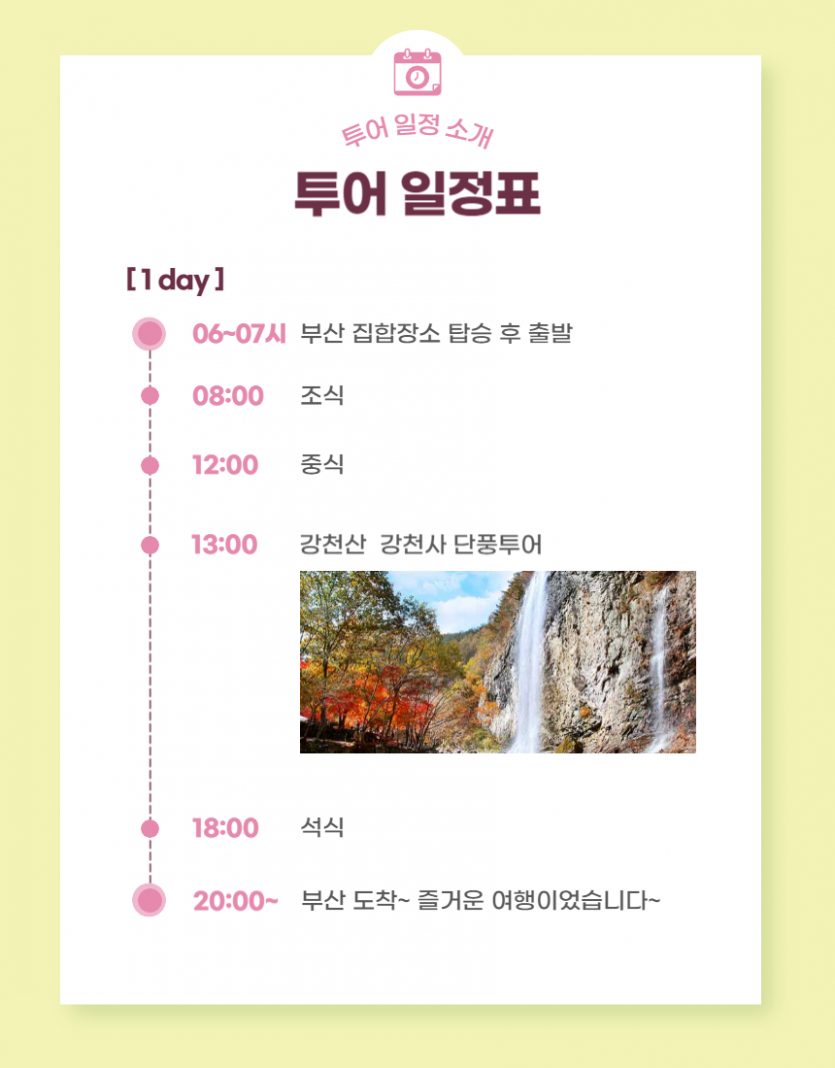 투어 일정 소개
투어 일정표
[ 1 day ]
06~07시 부산 집합장소 탑승 후 출발
08:00 조식
12:00 중식
13:00 강천산  강천사 단풍투어
18:00 석식
20:00~ 부산 도착~ 즐거운 여행이었습니다~